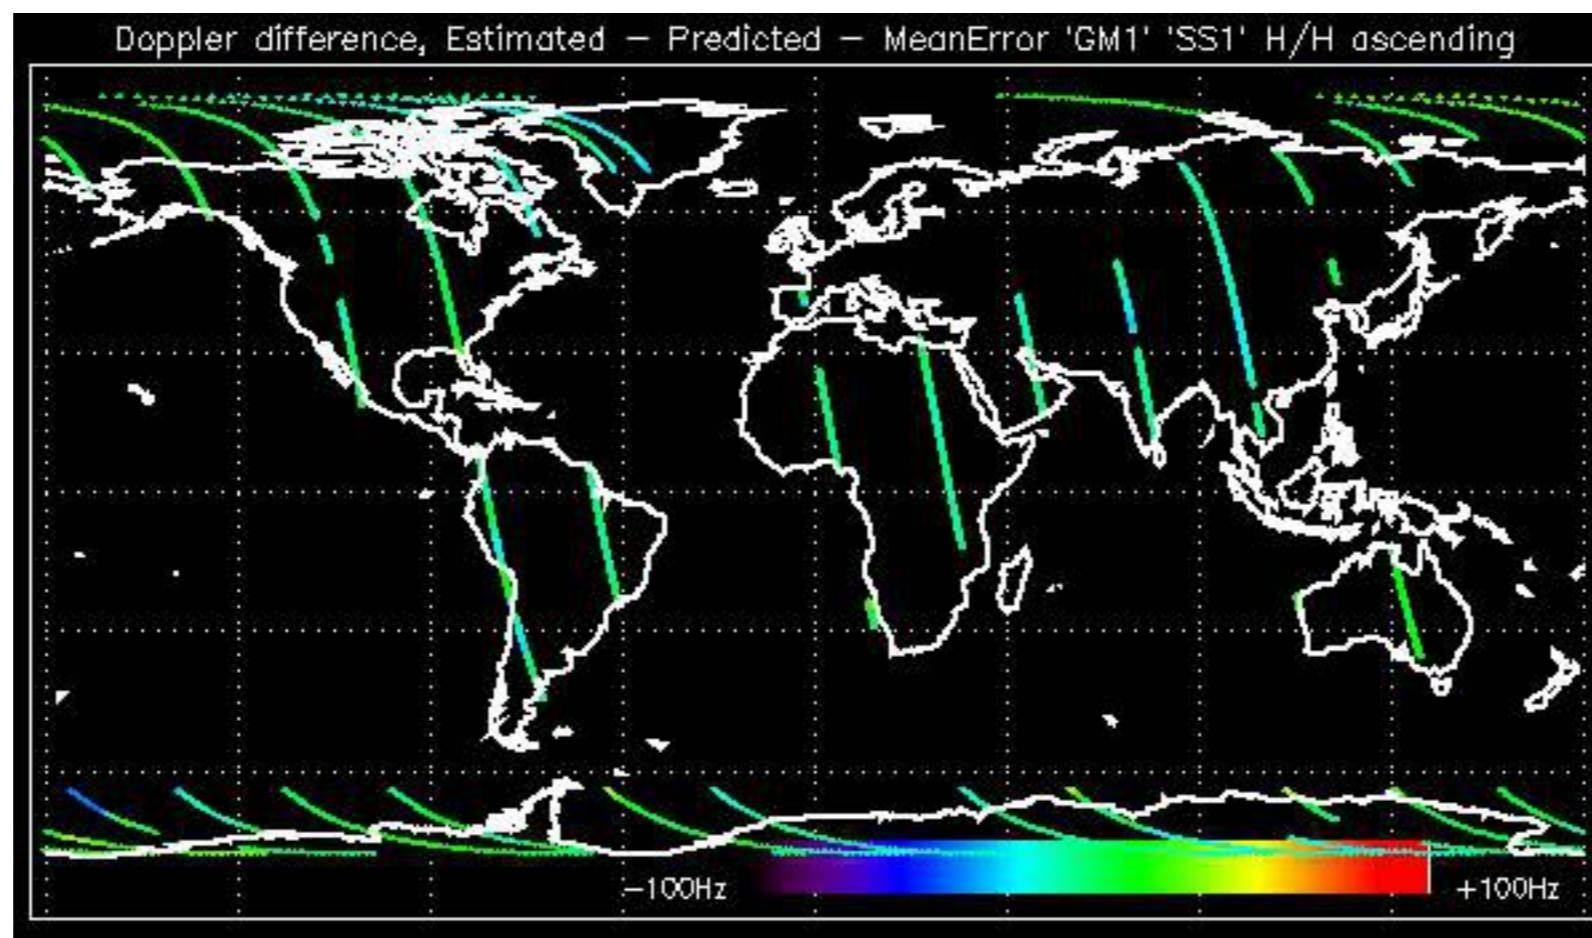 Doppler difference, Estimated – Predicted – MeanError 'GM1' 'SS1' H/H ascending
–100Hz
+100Hz